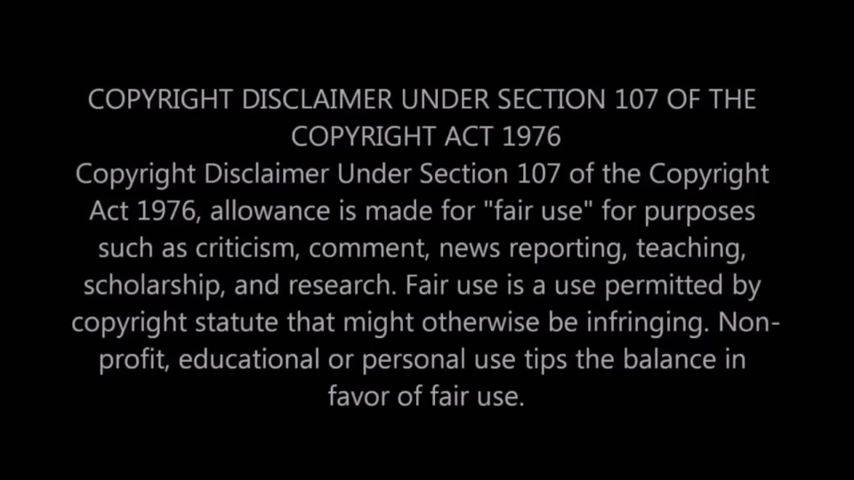 COPYRIGHT DISCLAIMER UNDER SECTION 107 OF THE
COPYRIGHT ACT 1976
Copyright Disclaimer Under Section 107 of the Copyright
Act 1976, allowance is made for "fair use" for purposes
such as criticism, comment, news reporting, teaching,
scholarship, and research. Fair use is a use permitted by
copyright statute that might otherwise be infringing. Non-
profit, educational or personal use tips the balance in
favor of fair use.